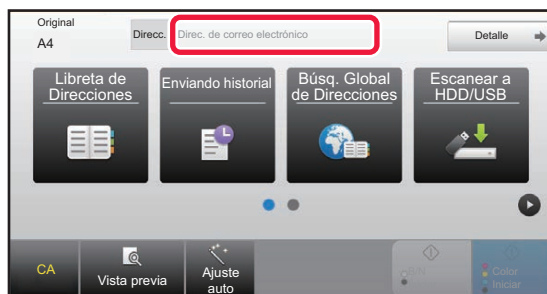 Original
A4
Direcc.
Direc. de correo electrónico
Detalle
Libreta de
Direcciones
Enviando historial
Búsq. Global
de Direcciones
Escanear a
HDD/USB
CA
Vista previa
Ajuste
auto
Color
Iniciar